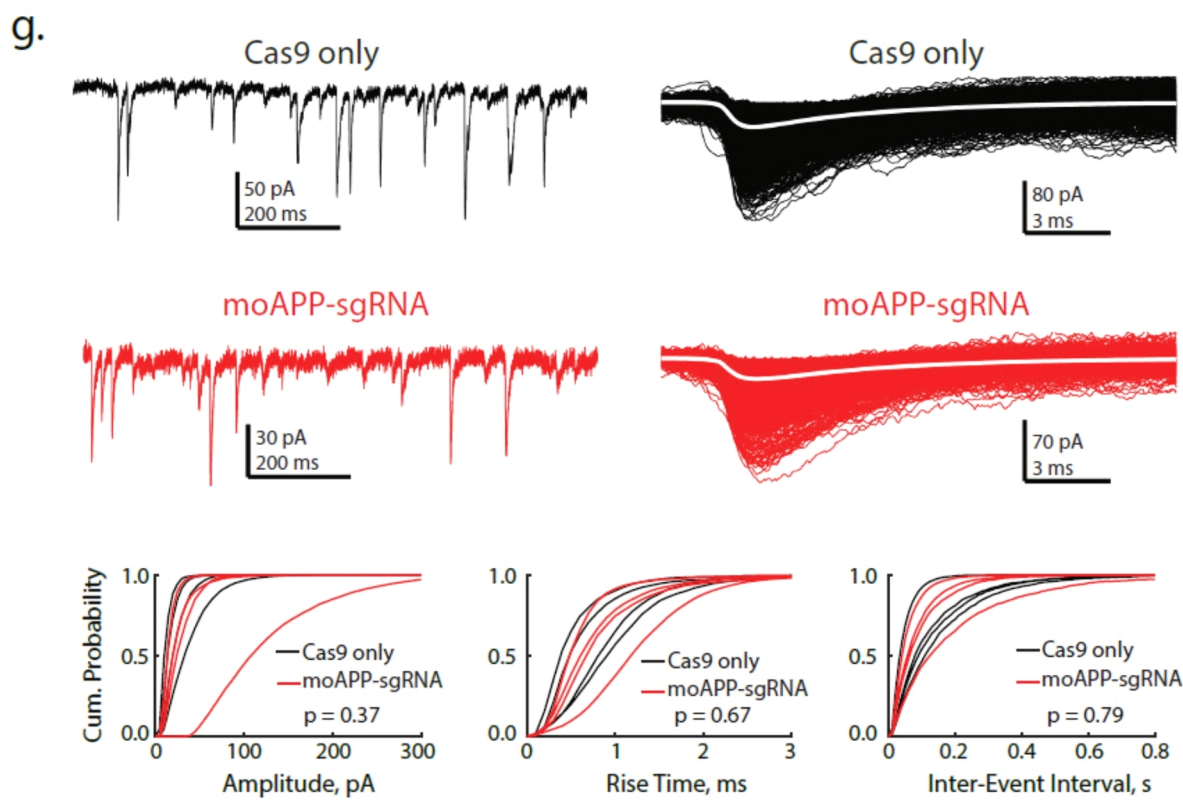 g.
Cas9 only
Cas9 only
50 pA
200 ms
80 pA
3 ms
moAPP-sgRNA
moAPP-sgRNA
30 pA
200 ms
70 pA
3 ms
Cum. Probability
1.0
0.5
0.0
0
100
200
300
Amplitude, pA
Cas9 only
moAPP-sgRNA
p = 0.37
1.0
0.5
0.0
0
1
2
3
Rise Time, ms
Cas9 only
moAPP-sgRNA
p = 0.67
1.0
0.5
0.0
0
0.2
0.4
0.6
0.8
Inter-Event Interval, s
Cas9 only
moAPP-sgRNA
p = 0.79